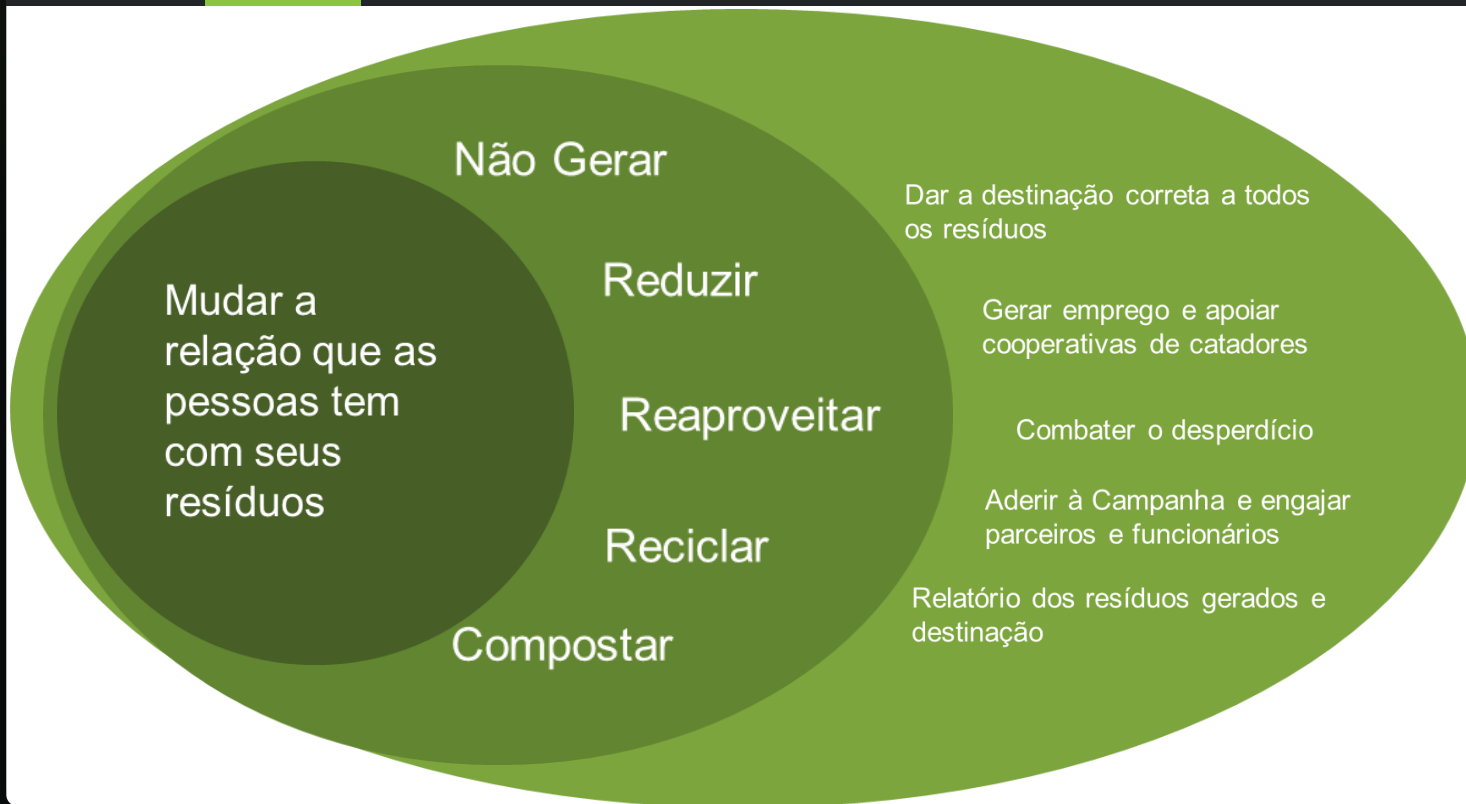 Não Gerar
Reduzir
Reaproveitar
Reciclar
Compostar
Mudar a
relação que as
pessoas tem
com seus
resíduos
Dar a destinação correta a todos
os resíduos
Gerar emprego e apoiar
cooperativas de catadores
Combater o desperdício
Aderir à Campanha e engajar
parceiros e funcionários
Relatório dos resíduos gerados e
destinação